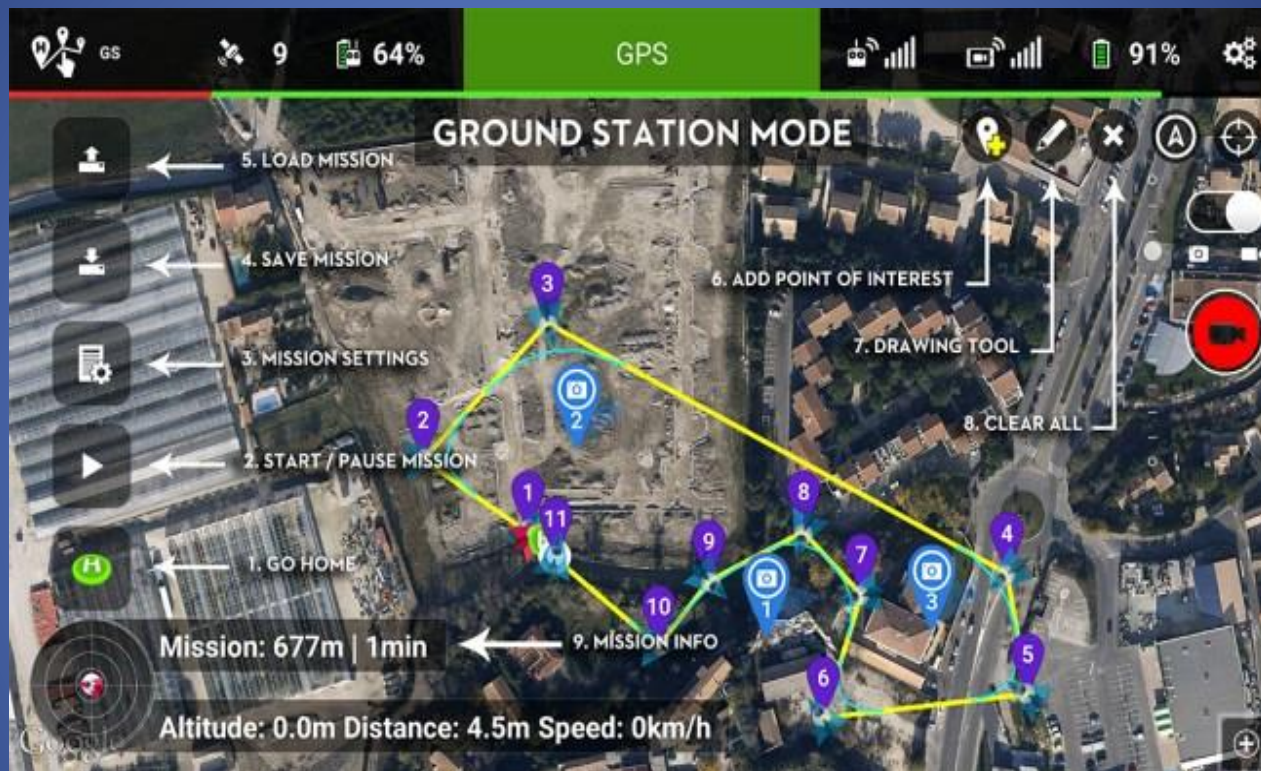 GS 9 64% GPS 91%
GROUND STATION MODE
5. LOAD MISSION
4. SAVE MISSION
6. ADD POINT OF INTEREST
3
7. DRAWING TOOL
3. MISSION SETTINGS
2
2
8. CLEAR ALL
2. START / PAUSE MISSION
1
8
11
9
4
7
1. GO HOME
H
10
1
3
Mission: 677m | 1min
9. MISSION INFO
6
5
Altitude: 0.0m Distance: 4.5m Speed: 0km/h
Google